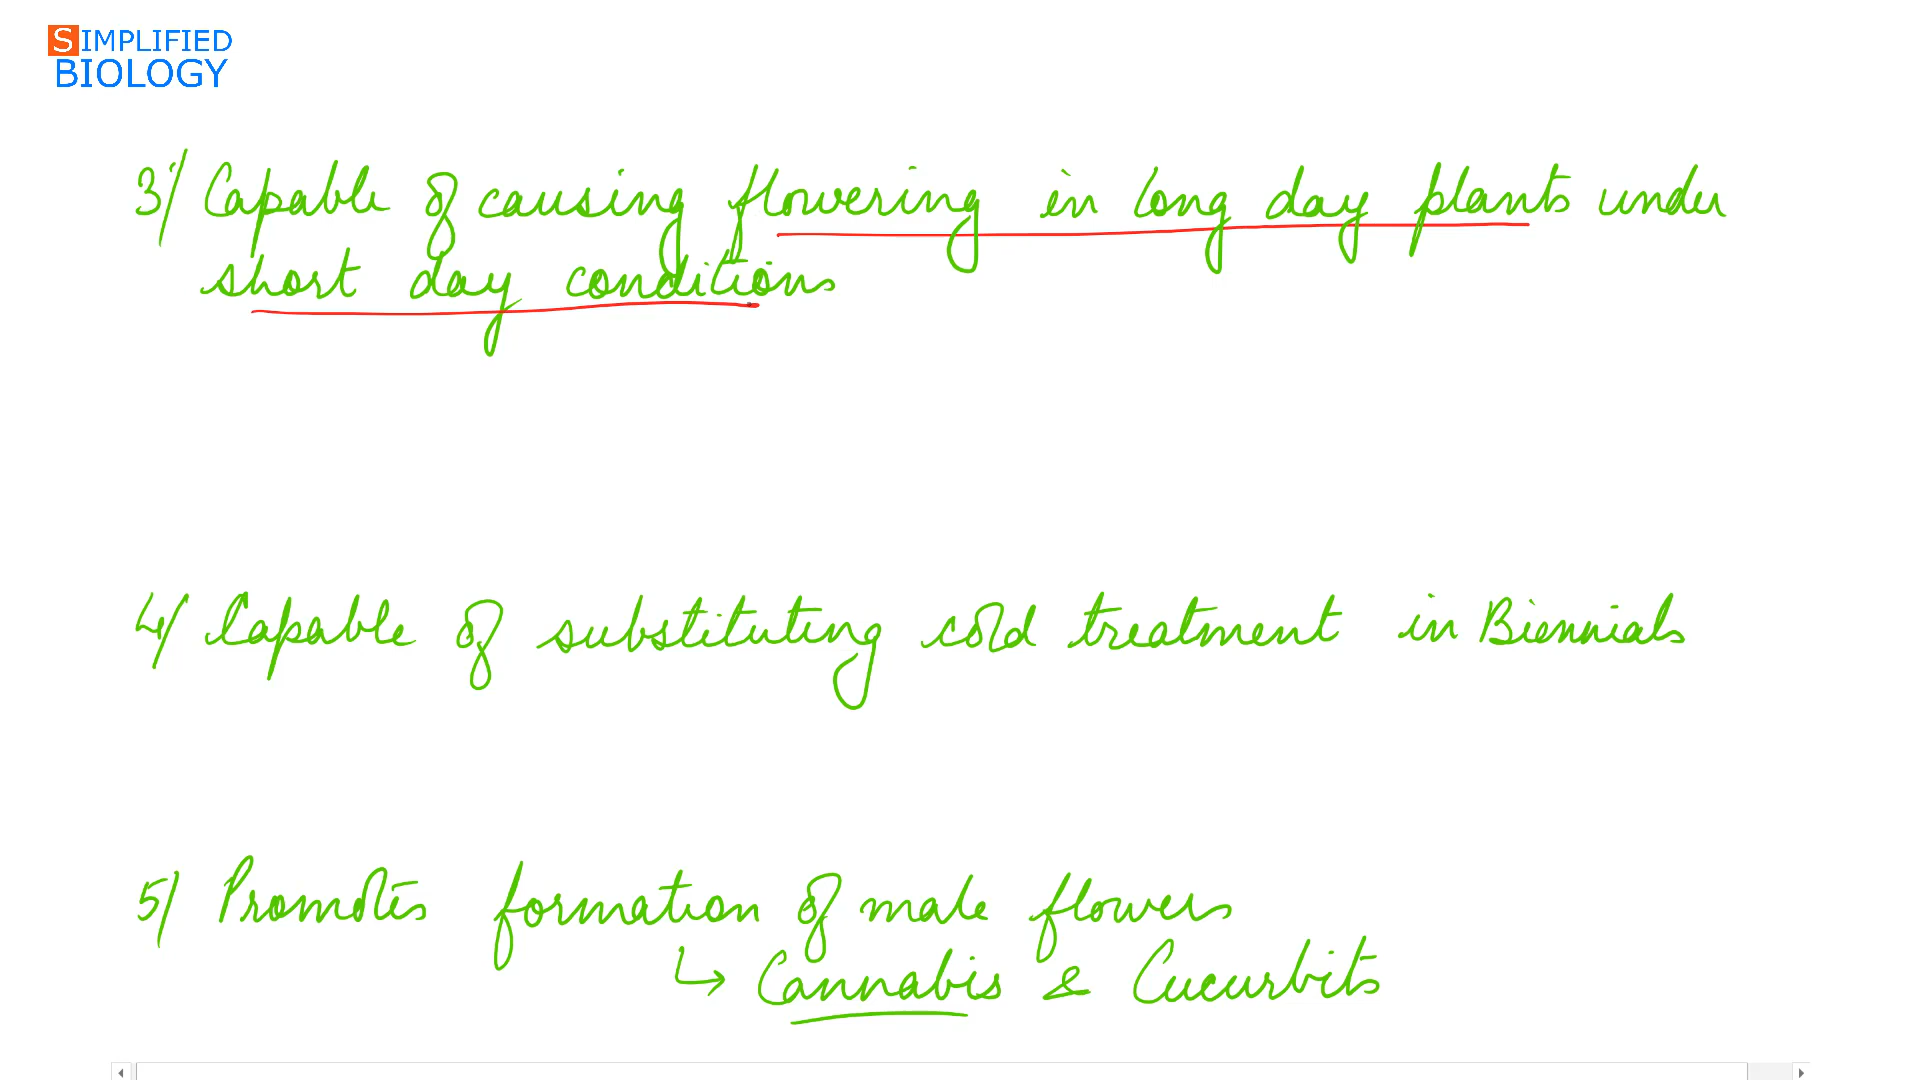 SIMPLIFIED
BIOLOGY
3/ Capable of causing flowering in long day plants under
short day conditions
4/ Capable of substituting cold treatment in Biennials
5/ Promotes formation of male flowers
↳ Cannabis & Cucurbits